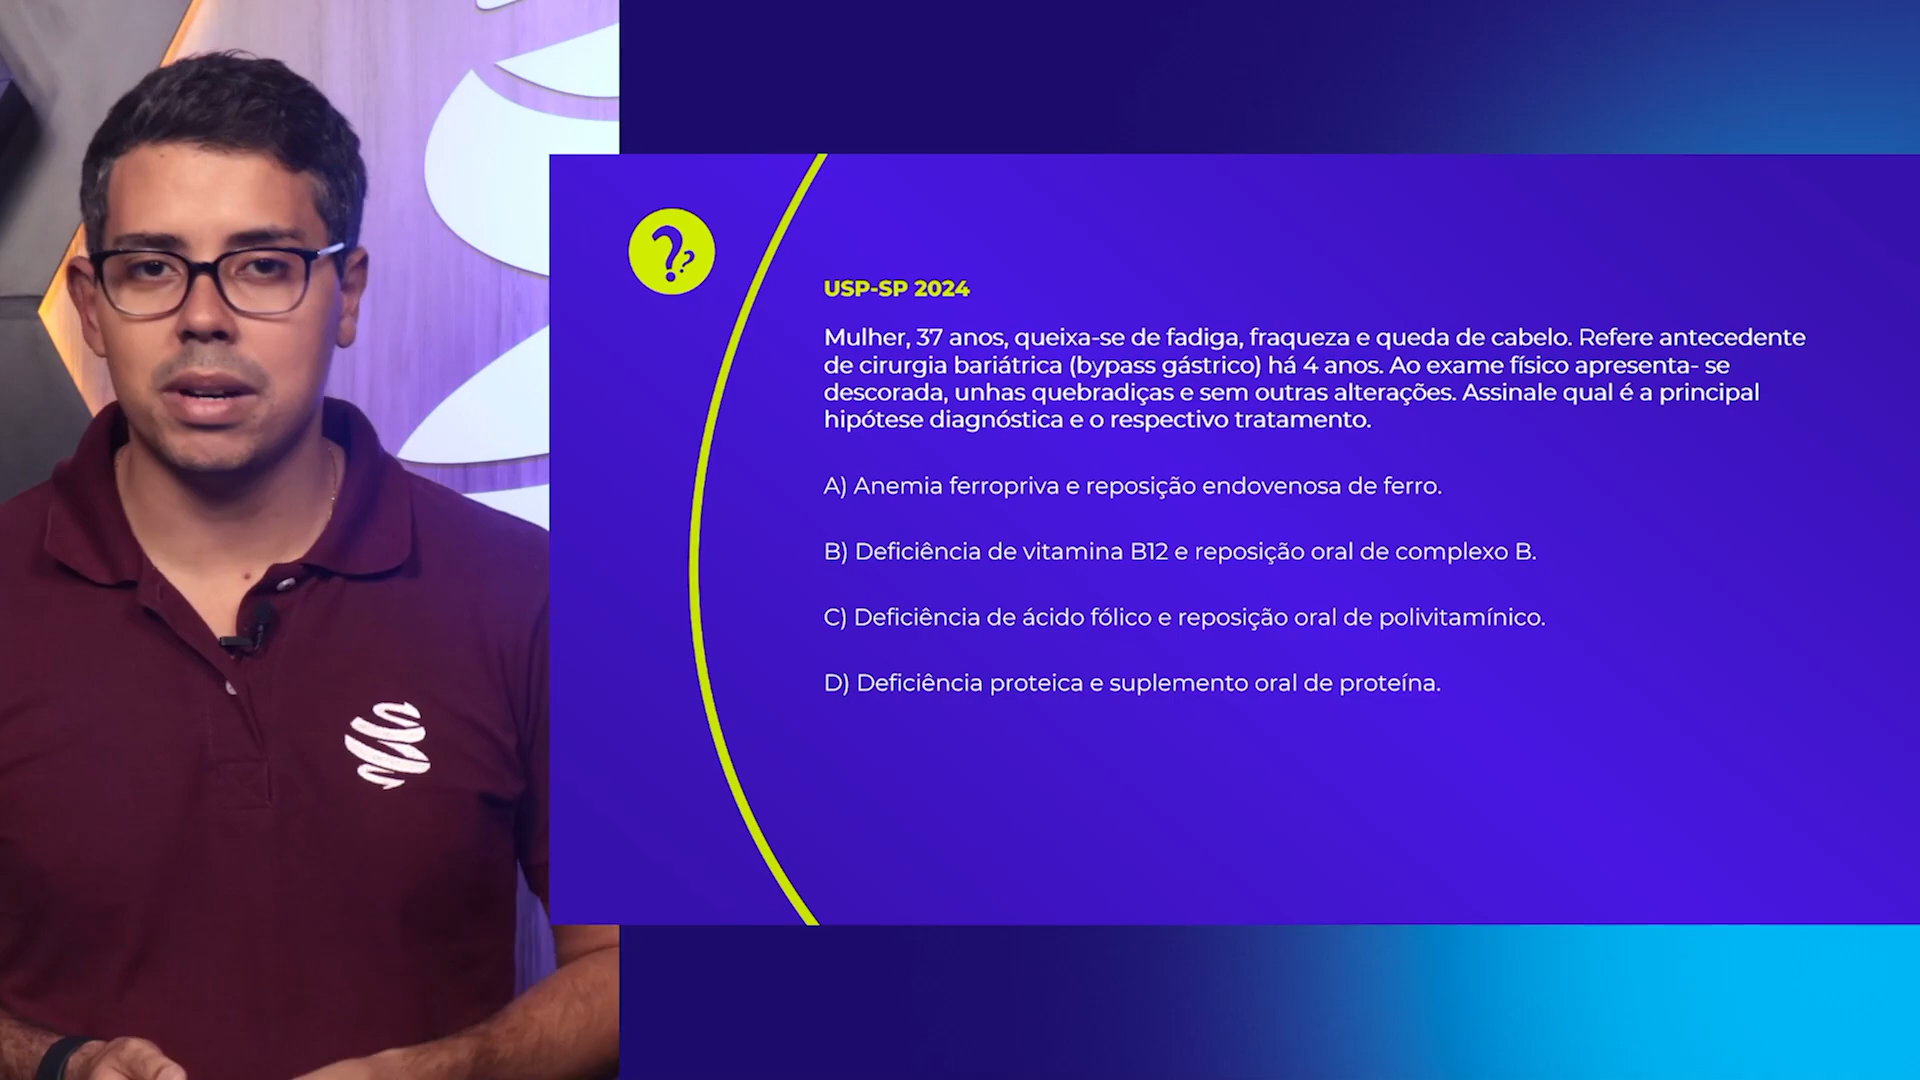 USP-SP 2024
Mulher, 37 anos, queixa-se de fadiga, fraqueza e queda de cabelo. Refere antecedente
de cirurgia bariátrica (bypass gástrico) há 4 anos. Ao exame físico apresenta- se
descorada, unhas quebradiças e sem outras alterações. Assinale qual é a principal
hipótese diagnóstica e o respectivo tratamento.
A) Anemia ferropriva e reposição endovenosa de ferro.
B) Deficiência de vitamina B12 e reposição oral de complexo B.
C) Deficiência de ácido fólico e reposição oral de polivitamínico.
D) Deficiência proteica e suplemento oral de proteína.